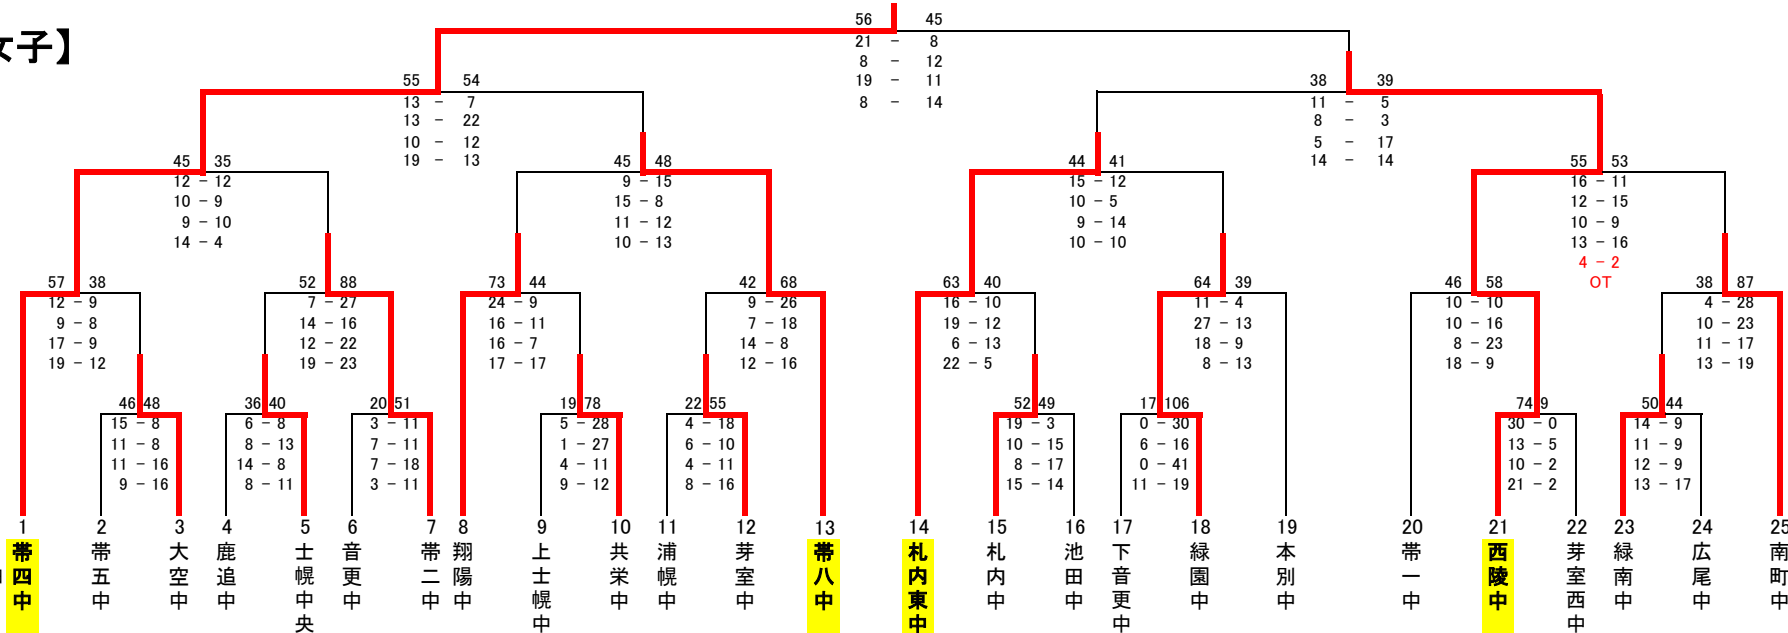 女子】
56 45
21 - 8
8 - 12
19 - 11
8 - 14
55 54
13 - 7
13 - 22
10 - 12
19 - 13
38 39
11 - 5
8 - 3
5 - 17
14 - 14
45 35
12 - 12
10 - 9
9 - 10
14 - 4
45 48
9 - 15
15 - 8
11 - 12
10 - 13
44 41
15 - 12
10 - 5
9 - 14
10 - 10
55 53
16 - 11
12 - 15
10 - 9
13 - 16
4 - 2
OT
57 38
12 - 9
9 - 8
17 - 9
19 - 12
52 88
7 - 27
14 - 16
12 - 22
19 - 23
73 44
24 - 9
16 - 11
16 - 7
17 - 17
42 68
9 - 26
7 - 18
14 - 8
12 - 16
63 40
16 - 10
19 - 12
6 - 13
22 - 5
64 39
11 - 4
27 - 13
18 - 9
8 - 13
46 58
10 - 10
10 - 16
8 - 23
18 - 9
38 87
4 - 28
10 - 23
11 - 17
13 - 19
46 48
15 - 8
11 - 8
11 - 16
9 - 16
36 40
6 - 8
8 - 13
14 - 8
8 - 11
20 51
3 - 11
7 - 11
7 - 18
3 - 11
19 78
5 - 28
1 - 27
4 - 11
9 - 12
22 55
4 - 18
6 - 10
4 - 11
8 - 16
52 49
19 - 3
10 - 15
8 - 17
15 - 14
17 106
0 - 30
6 - 16
0 - 41
11 - 19
74 9
30 - 0
13 - 5
10 - 2
21 - 2
50 44
14 - 9
11 - 9
12 - 9
13 - 17
1 2 3 4 5 6 7 8 9 10 11 12 13 14 15 16 17 18 19 20 21 22 23 24 25
帯四中
帯五中
大空中
鹿追中
士幌中央
音更中
帯二中
翔陽中
上士幌中
共栄中
浦幌中
芽室中
帯八中
札内東中
札内中
池田中
下音更中
緑園中
本別中
帯一中
西陵中
芽室西中
緑南中
広尾中
南町中